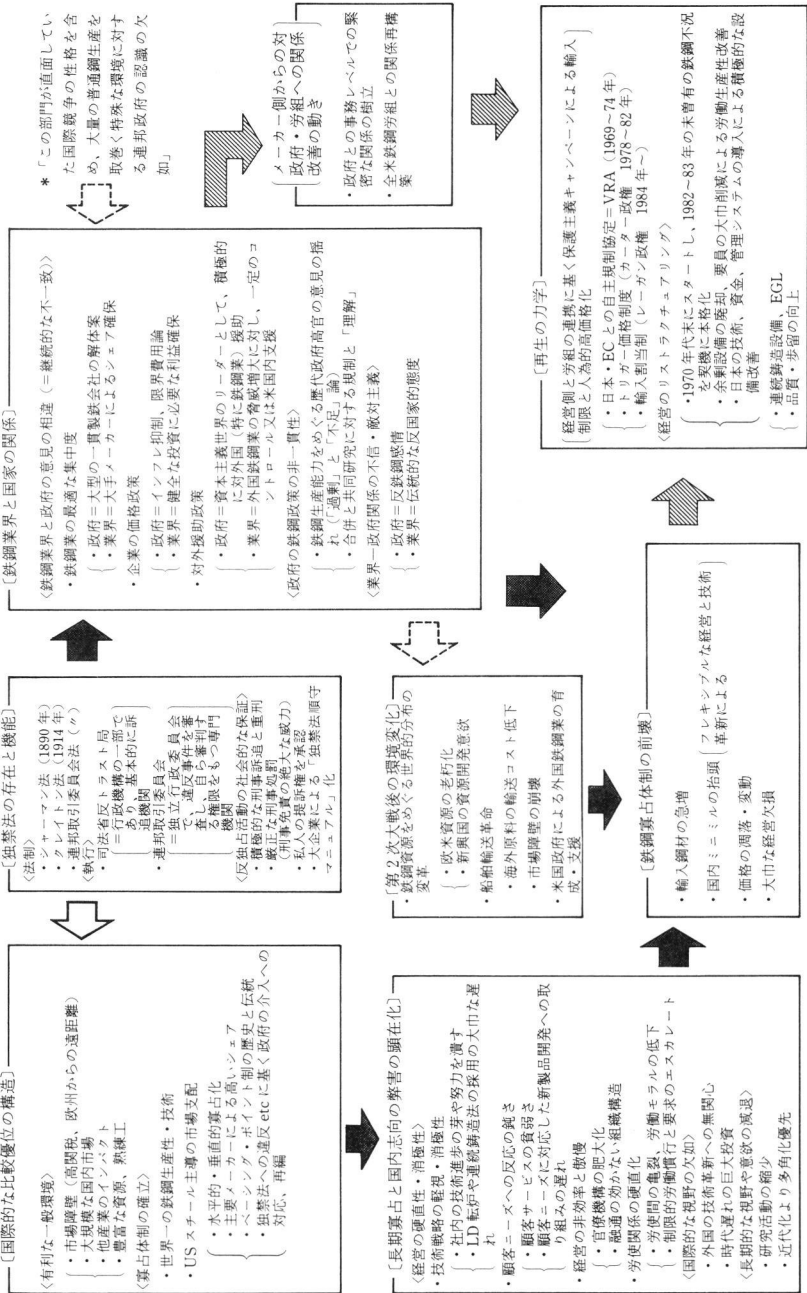 〔国際的な比較優位の構造〕
〈有利な一般環境〉
・市場障壁(高関税、欧州からの遠距離)
・大規模な国内市場
・他産業のインパクト
・豊富な資源、熟練工
〈寡占体制の確立〉
・世界一の鉄鋼生産性・技術
・USスチール主導の市場支配
・水平的・垂直的寡占化
・主要メーカーによる高いシェア
・ベーシング・ポイント制の歴史と伝統
・独禁法への違反etcに基く政府の介入への
対応、再編
〔独禁法の存在と機能〕
〈法制〉
・シャーマン法(1890年)
・クレイトン法(1914年)
・連邦取引委員会法(〃)
〈執行〉
・司法省反トラスト局
=行政機構の一部で
あり、基本的に訴
追機関
・連邦取引委員会
=独立行政委員会
で、違反事件を審
査し、自ら審判す
る権限をもつ専門
機関
〈反独占活動の社会的な保証〉
・積極的な刑事訴追と重刑
・厳正な刑事処罰
(刑事免責の絶大な威力)
・私人の提訴権を承認
・大企業による「独禁法順守
マニュアル」化
〔鉄鋼業界と国家の関係〕
〈鉄鋼業界と政府の意見の相違(=継続的な不一致)〉
・鉄鋼業の最適な集中度
・政府=大型の一貫製鉄会社の解体案
・業界=大手メーカーによるシェア確保
・企業の価格政策
・政府=インフレ抑制、限界費用論
・業界=健全な投資に必要な利益確保
・対外援助政策
・政府=資本主義世界のリーダーとして、積極的
に対外国(特に鉄鋼業)援助
・業界=外国鉄鋼業の脅威増大に対し、一定のコ
ントロール又は米国内支援
〈政府の鉄鋼政策の非一貫性〉
・鉄鋼生産能力をめぐる歴代政府高官の意見の揺
れ(「過剰」と「不足」論)
・合併と共同研究に対する規制と「理解」
〈業界―政府関係の不信・敵対主義〉
・政府=反鉄鋼感情
・業界=伝統的な反国家的態度
*「この部門が直面してい
た国際競争の性格を含
め、大量の普通鋼生産を
取巻く特殊な環境に対す
る連邦政府の認識の欠
如」
メーカー側からの対
政府・労組への関係
改善の動き
・政府との事務レベルでの緊
密な関係の樹立
・全米鉄鋼労組との関係再構
築
〔長期寡占と国内志向の弊害の顕在化〕
〈経営の硬直性・消極性〉
・技術戦略の軽視・消極性
・社内の技術進歩の芽や努力を潰す
・LD転炉や連続鋳造法の採用の大巾な遅
れ
・顧客ニーズへの反応の鈍さ
・顧客サービスの貧弱さ
・顧客ニーズに対応した新製品開発への取
り組みの遅れ
・経営の非効率と傲慢
・官僚機構の肥大化
・融通の効かない組織構造
・労使関係の硬直化
・労使間の亀裂、労働モラルの低下
・制限的労働慣行と要求のエスカレート
〈国際的な視野の欠如〉
・外国の技術革新への無関心
・時代遅れの巨大投資
〈長期的な視野や意欲の減退〉
・研究活動の縮少
・近代化より多角化優先
〔第2次大戦後の環境変化〕
・鉄鋼資源をめぐる世界的分布の
変革
・欧米資源の老朽化
・新興国の資源開発意欲
・船舶輸送革命
・海外原料の輸送コスト低下
・市場障壁の崩壊
・米国政府による外国鉄鋼業の育
成・支援
〔鉄鋼寡占体制の崩壊〕
・輸入鋼材の急増
・国内ミニミルの抬頭
フレキシブルな経営と技術
革新による
・価格の凋落・変動
・大巾な経営欠損
〔再生の力学〕
経営側と労組の連携に基く保護主義キャンペーンによる輸入
制限と人為的高価格化
・日本・ECとの自主規制協定=VRA(1969~74年)
・トリガー価格制度(カーター政権 1978~82年)
・輸入割当制(レーガン政権 1984年~)
〈経営のリストラクチュアリング〉
・1970年代末にスタートし、1982~83年の未曽有の鉄鋼不況
を契機に本格化
・余剰設備の廃却、要員の大巾削減による労働生産性改善
・日本の技術、資金、管理システムの導入による積極的な設
備改善
・連続鋳造設備、EGL
・品質・歩留の向上